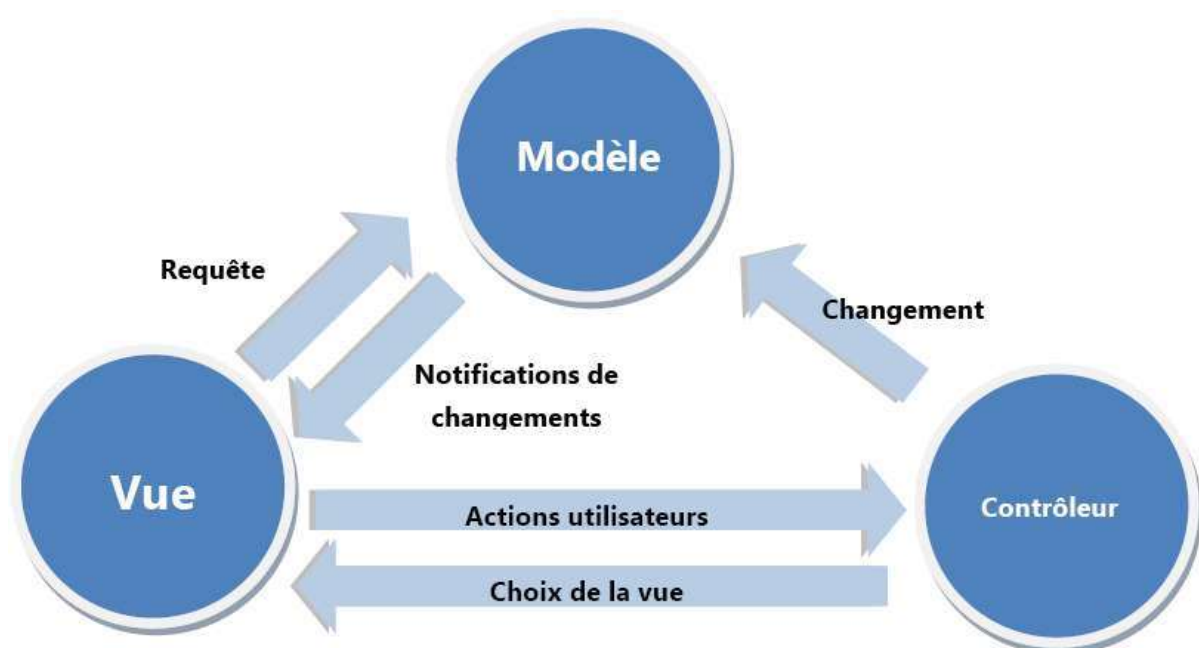 Modèle
Requête
Changement
Notifications de
changements
Vue
Actions utilisateurs
Contrôleur
Choix de la vue